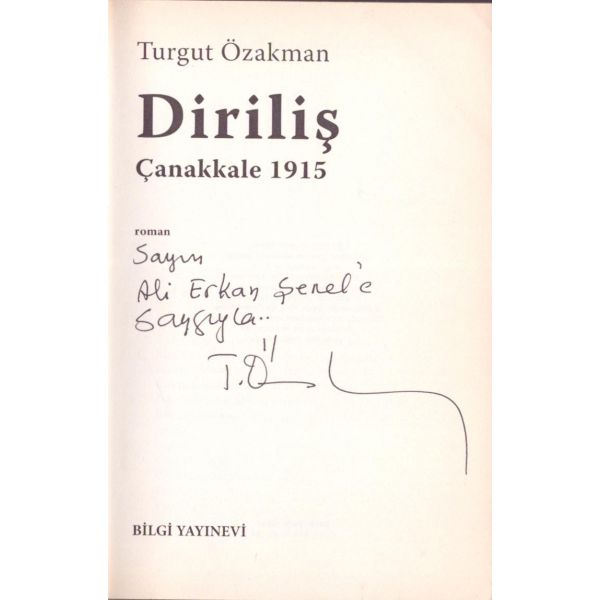 Turgut Özakman
Diriliş
Çanakkale 1915
roman
Sayın
Ali Erkan Şenel'e
Saygıyla..
T. Ö
BİLGİ YAYINEVİ